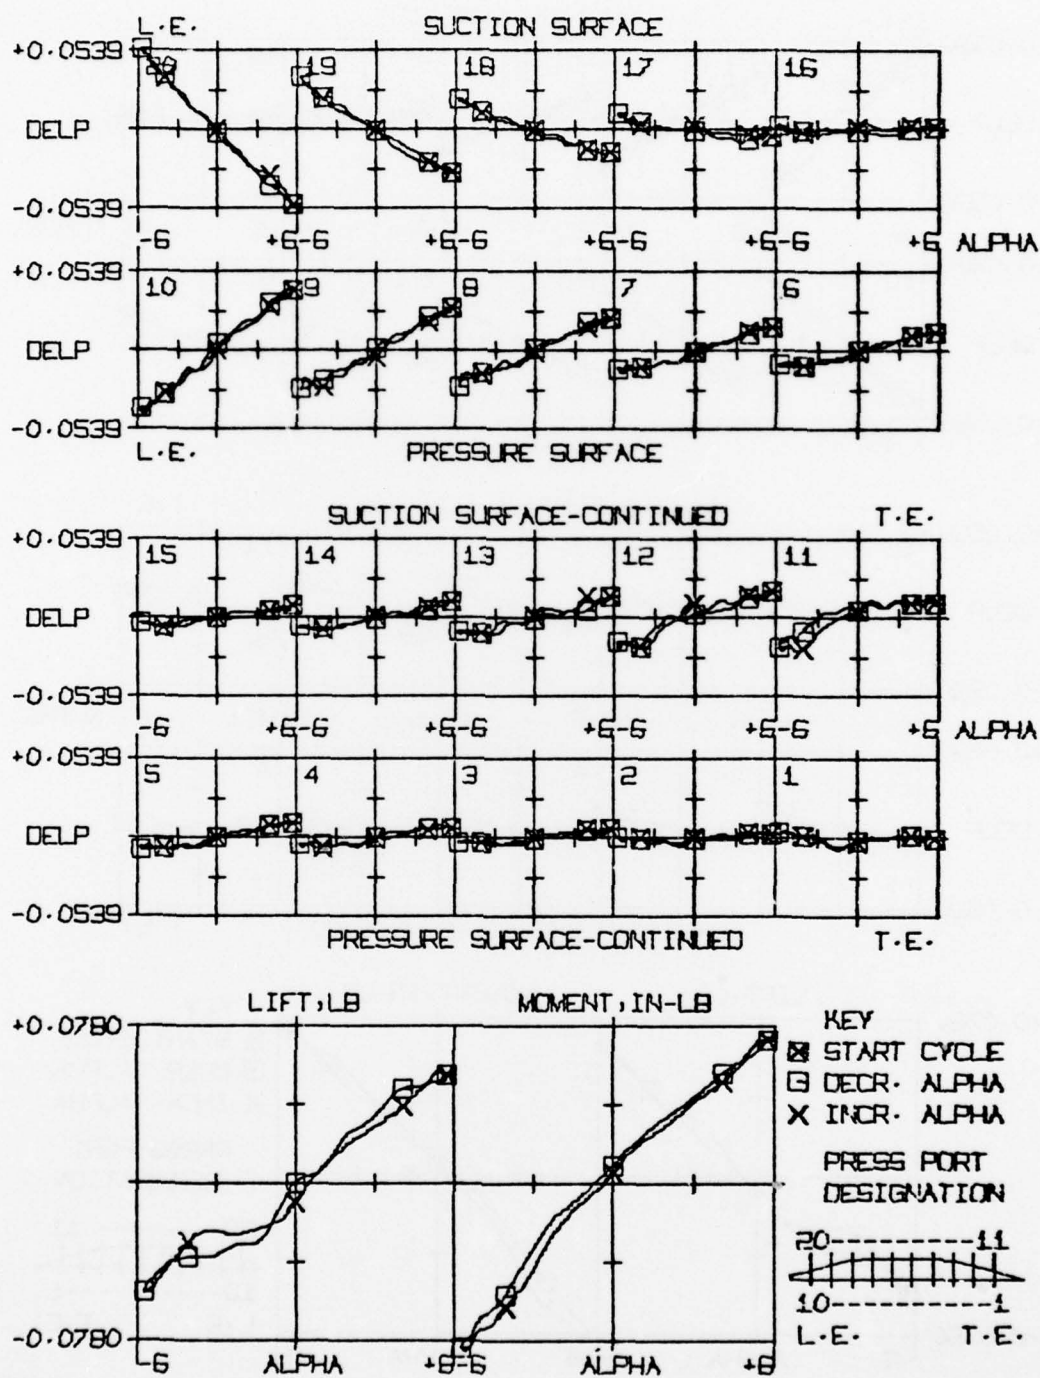 L.E. SUCTION SURFACE
+0.0539
19 18 17 16
DELP
-0.0539
-6 +6-6 +6-6 +6-6 +6-6 +6 ALPHA
+0.0539
10 9 8 7 6
DELP
-0.0539
L.E. PRESSURE SURFACE
SUCTION SURFACE-CONTINUED T.E.
+0.0539
15 14 13 12 11
DELP
-0.0539
-6 +6-6 +6-6 +6-6 +6-6 +6 ALPHA
+0.0539
5 4 3 2 1
DELP
-0.0539
PRESSURE SURFACE-CONTINUED T.E.
LIFT, LB MOMENT, IN-LB
+0.0780
-0.0780
-6 ALPHA +6-6 ALPHA +6
KEY
START CYCLE
DECR. ALPHA
X INCR. ALPHA
PRESS PORT
DESIGNATION
20--------------11
10--------------1
L.E. T.E.